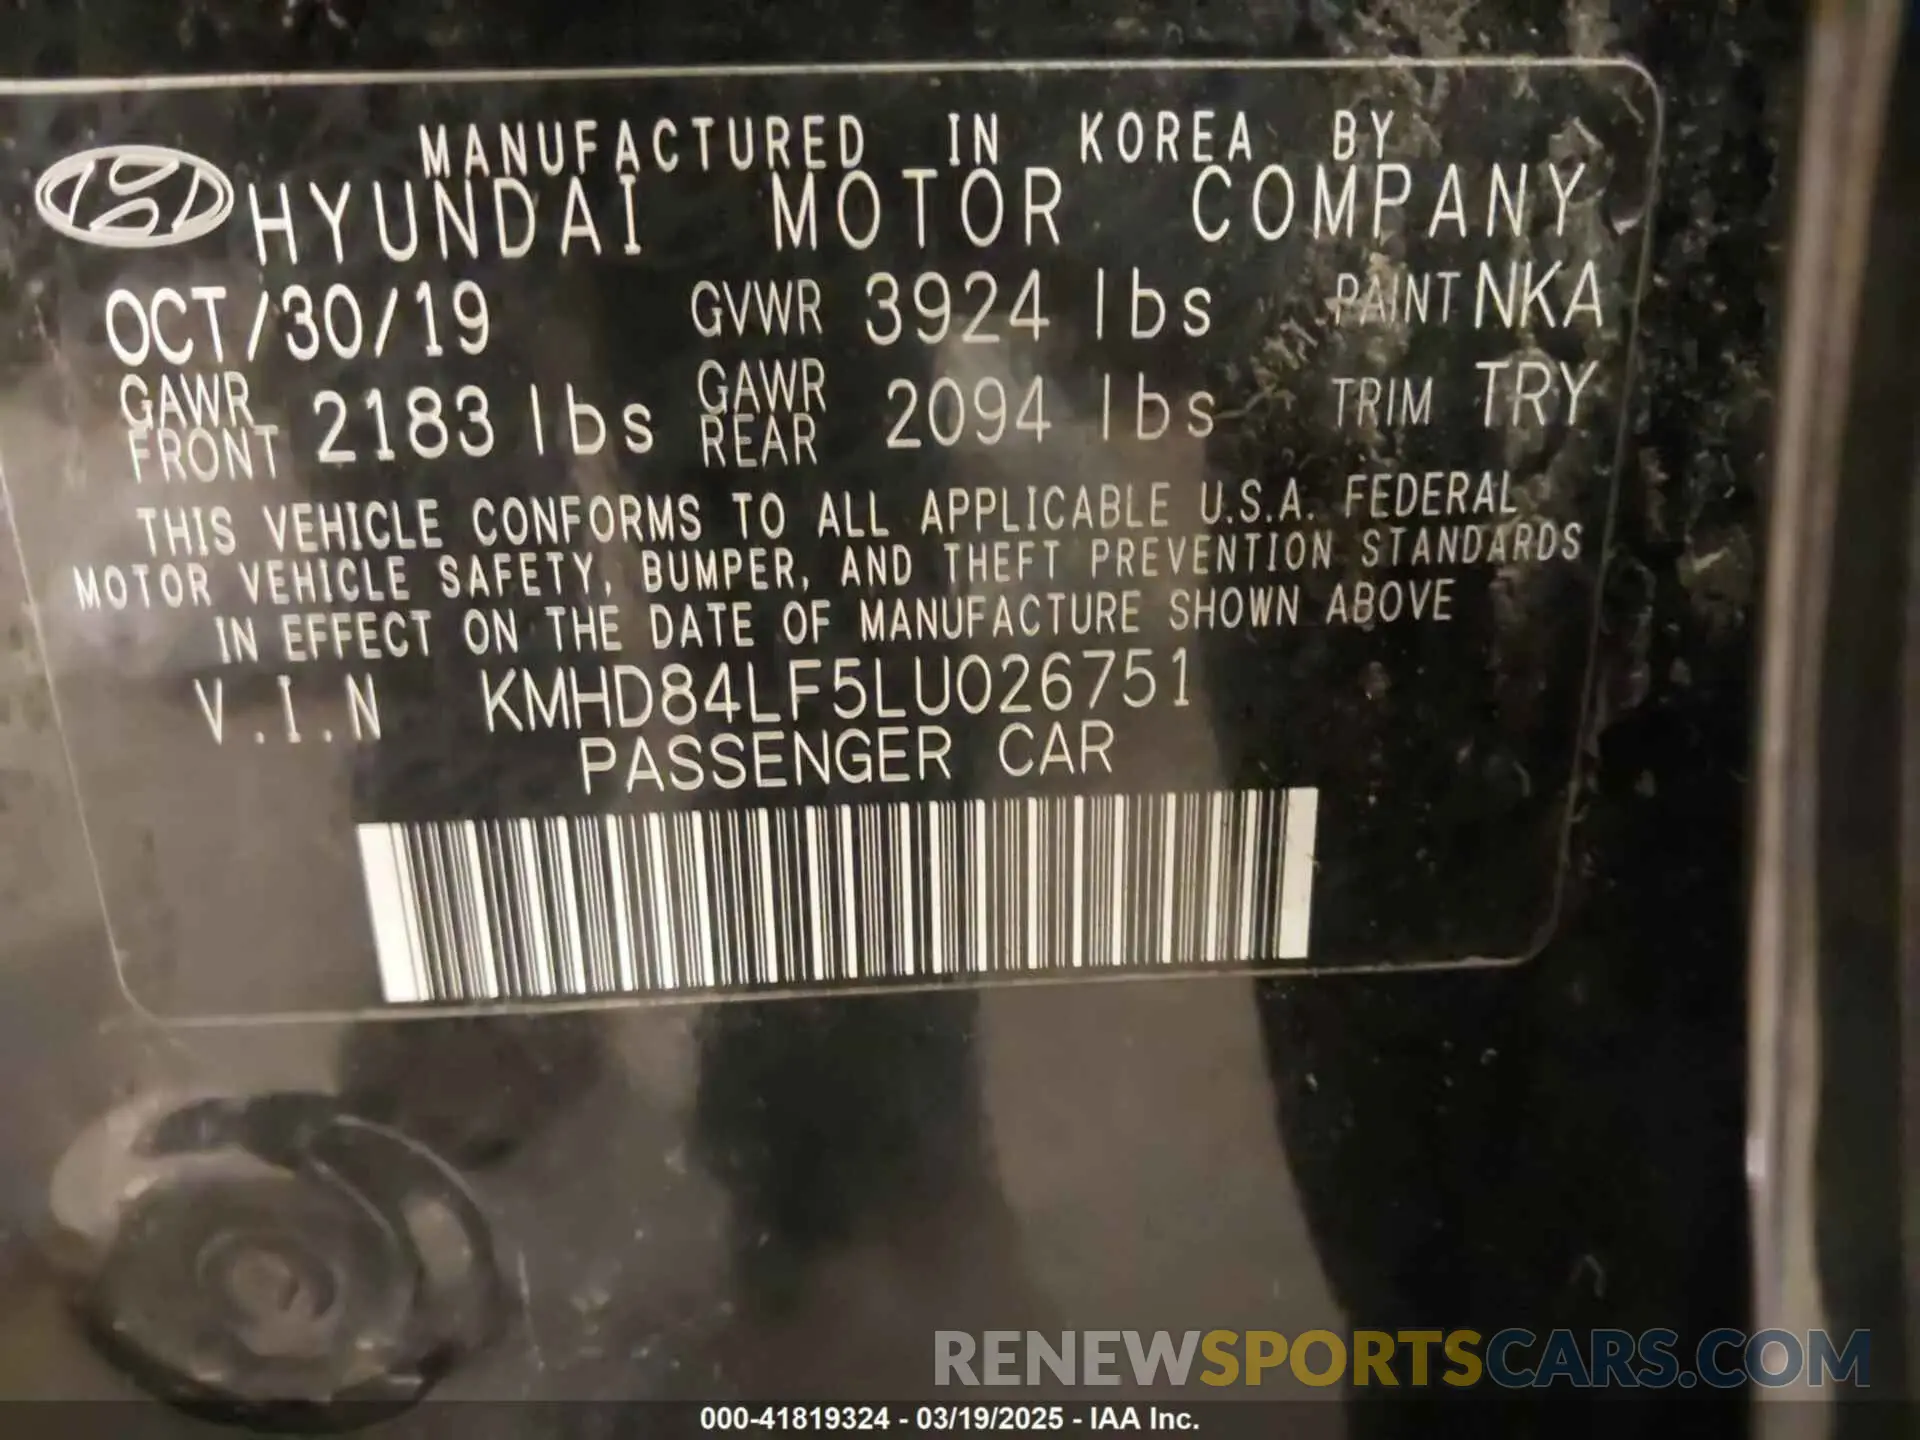 MANUFACTURED IN KOREA BY
HYUNDAI MOTOR COMPANY
OCT/30/19 GVWR 3924 lbs PAINT NKA
GAWR FRONT 2183 lbs GAWR REAR 2094 lbs TRIM TRY
THIS VEHICLE CONFORMS TO ALL APPLICABLE U.S.A. FEDERAL
MOTOR VEHICLE SAFETY, BUMPER, AND THEFT PREVENTION STANDARDS
IN EFFECT ON THE DATE OF MANUFACTURE SHOWN ABOVE
V.I.N KMHD84LF5LU026751
PASSENGER CAR
RENEWSPORTSCARS.COM
000-41819324 - 03/19/2025 - IAA Inc.